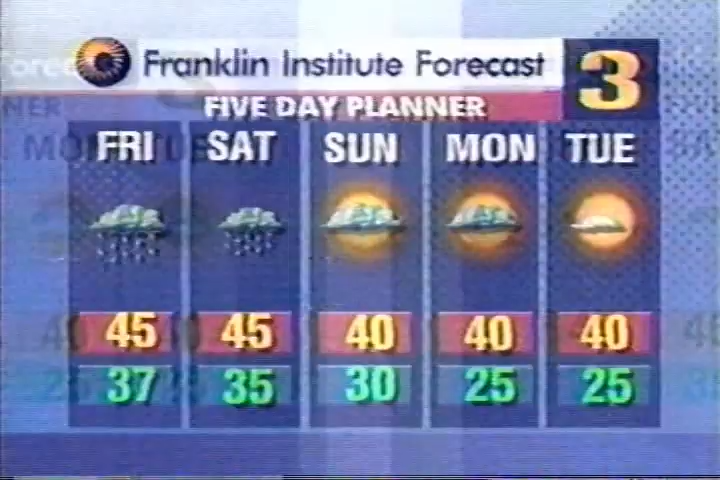 Franklin Institute Forecast 3
FIVE DAY PLANNER
FRI SAT SUN MON TUE
45 45 40 40 40
37 35 30 25 25